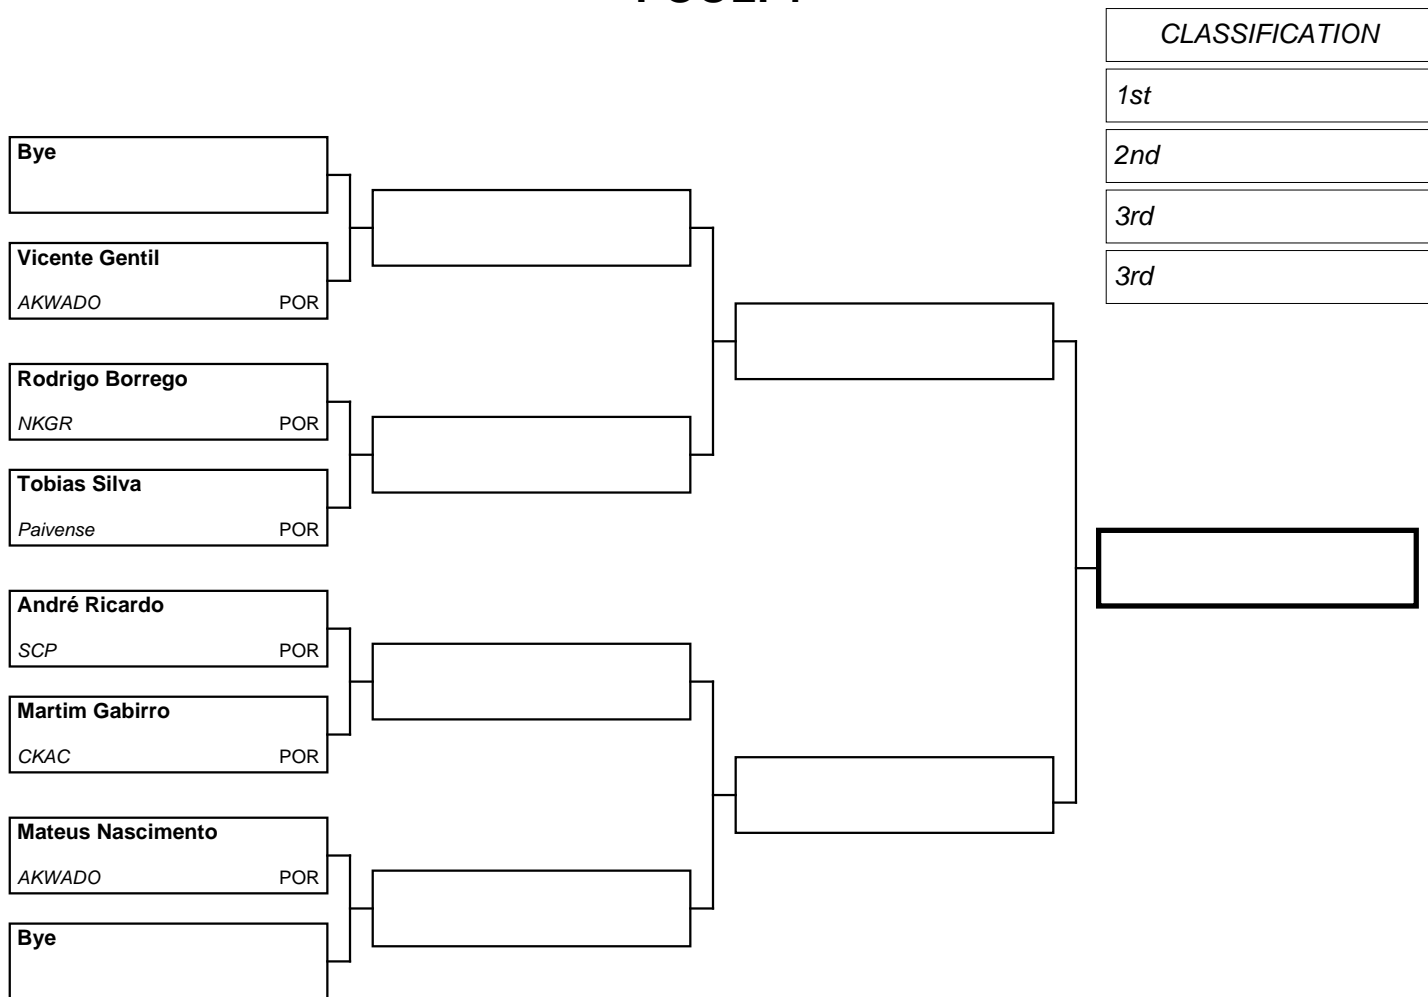 CLASSIFICATION
1st
2nd
3rd
3rd
Bye
Vicente Gentil
AKWADO POR
Rodrigo Borrego
NKGR POR
Tobias Silva
Paivense POR
André Ricardo
SCP POR
Martim Gabirro
CKAC POR
Mateus Nascimento
AKWADO POR
Bye